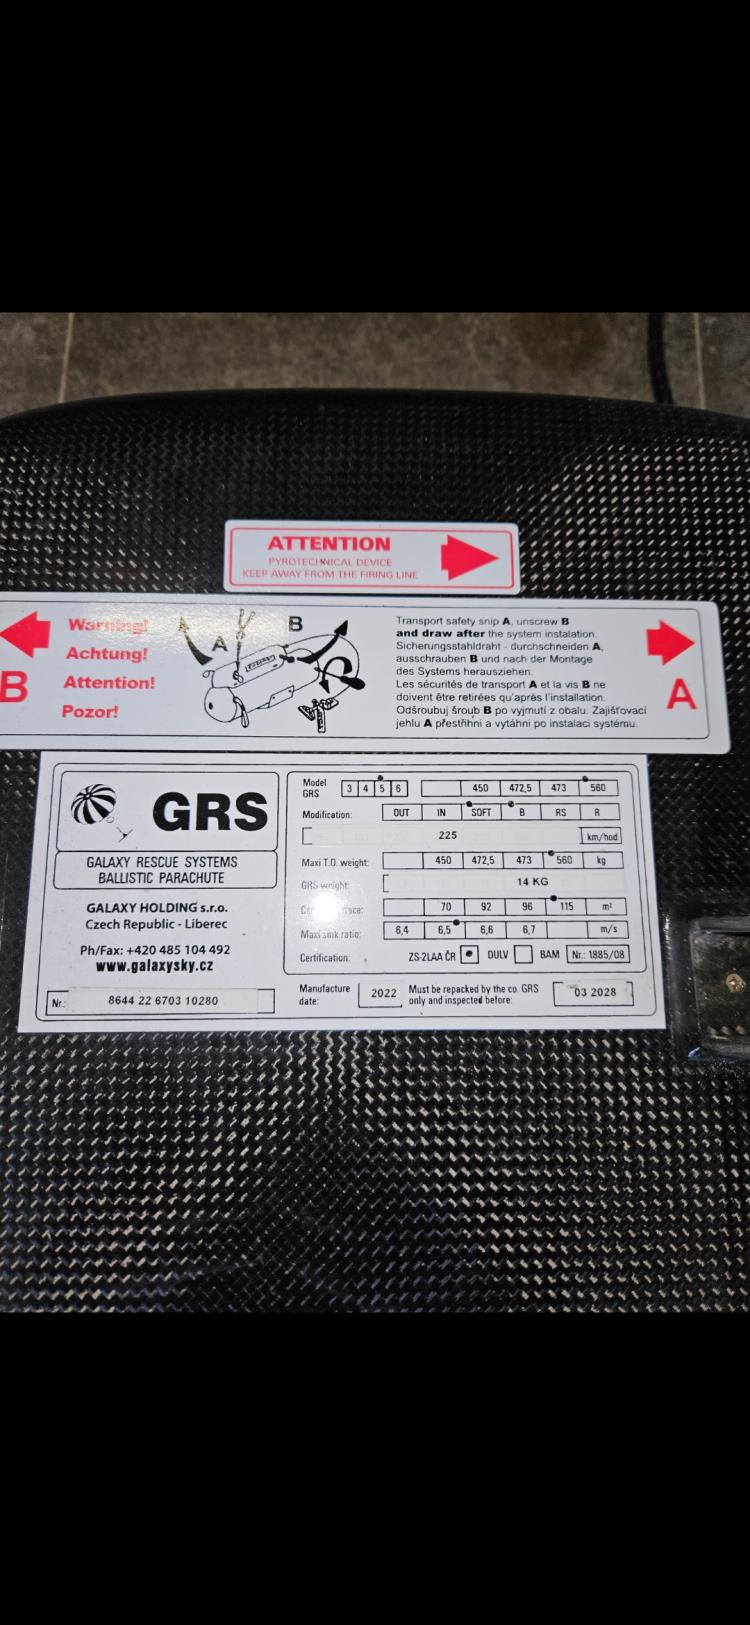 ATTENTION
PYROTECHNICAL DEVICE
KEEP AWAY FROM THE FIRING LINE
Warning!
Achtung!
Attention!
Pozor!
B
A
A
B
Transport safety snip A, unscrew B
and draw after the system instalation.
Sicherungsstahldraht - durchschneiden A,
ausschrauben B und nach der Montage
des Systems herausziehen.
Les sécurités de transport A et la vis B ne
doivent être retirées qu'après l'installation.
Odšroubuj šroub B po vyjmutí z obalu. Zajišťovací
jehlu A přestřihni a vytáhni po instalaci systému.
GRS
GALAXY RESCUE SYSTEMS
BALLISTIC PARACHUTE
GALAXY HOLDING s.r.o.
Czech Republic - Liberec
Ph/Fax: +420 485 104 492
www.galaxysky.cz
Nr.: 8644 22 6703 10280
Model GRS 3 4 5 6 450 472,5 473 560
Modification: OUT IN SOFT B RS R
225 km/hod
Maxi T.O. weight: 450 472,5 473 560 kg
GRS weight: 14 KG
70 92 96 115 m²
Maxi sink ratio: 6,4 6,5 6,6 6,7 m/s
Certification: ZS-2LAA ČR DULV BAM Nr.: 1885/08
Manufacture date: 2022 Must be repacked by the co. GRS only and inspected before: 03 2028